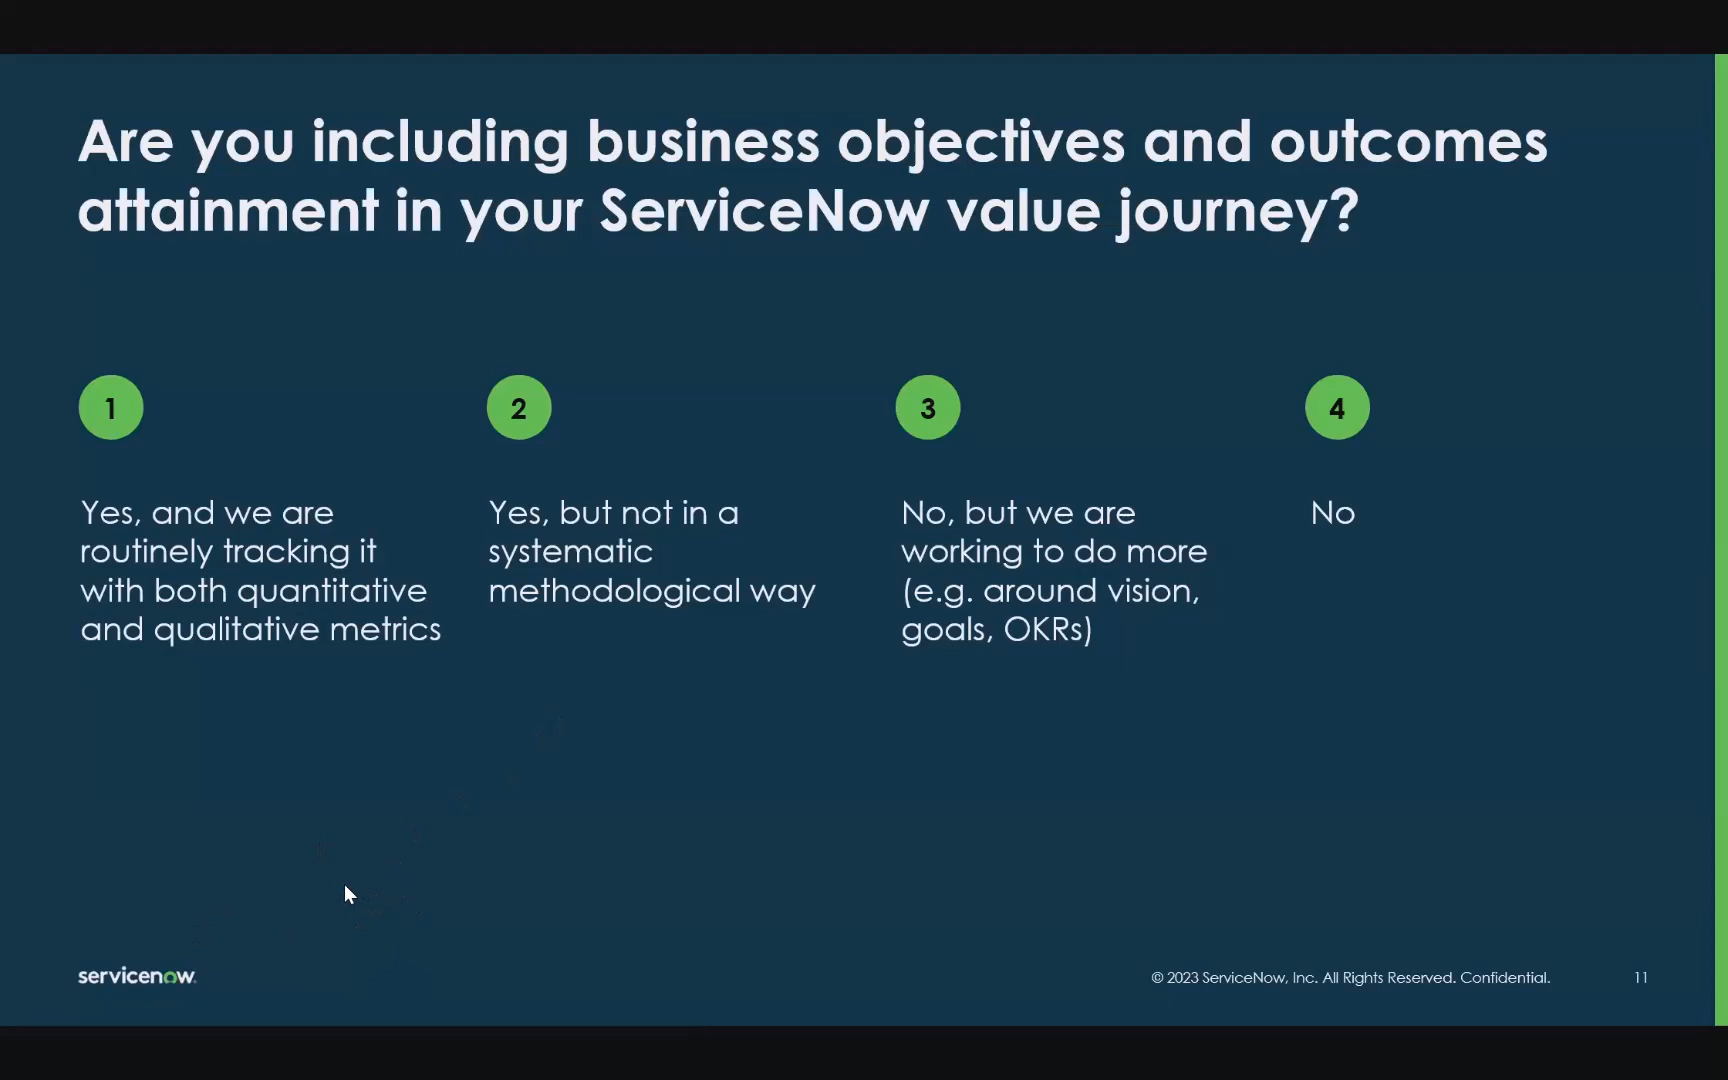 Are you including business objectives and outcomes
attainment in your ServiceNow value journey?
1
Yes, and we are
routinely tracking it
with both quantitative
and qualitative metrics
2
Yes, but not in a
systematic
methodological way
3
No, but we are
working to do more
(e.g. around vision,
goals, OKRs)
4
No
servicenow
© 2023 ServiceNow, Inc. All Rights Reserved. Confidential.
11